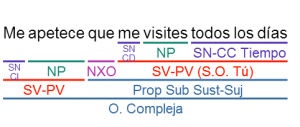 Me apetece que me visites todos los días
SN CD NP SN-CC Tiempo
SN CI NP NXO SV-PV (S.O. Tú)
SV-PV Prop Sub Sust-Suj
O. Compleja